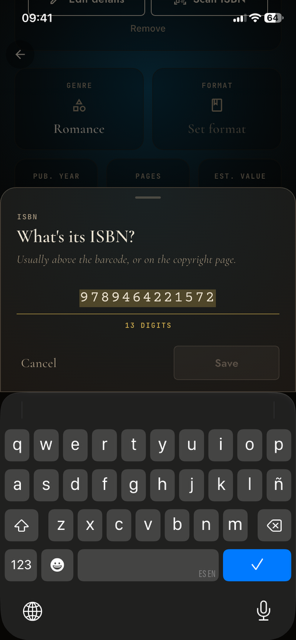 Edit details
Scan ISBN
09:41
64
Remove
GENRE
FORMAT
Romance
Set format
PUB. YEAR
PAGES
EST. VALUE
ISBN
What's its ISBN?
Usually above the barcode, or on the copyright page.
9789464221572
13 DIGITS
Cancel
Save
q w e r t y u i o p
a s d f g h j k l ñ
z x c v b n m
123
ES EN